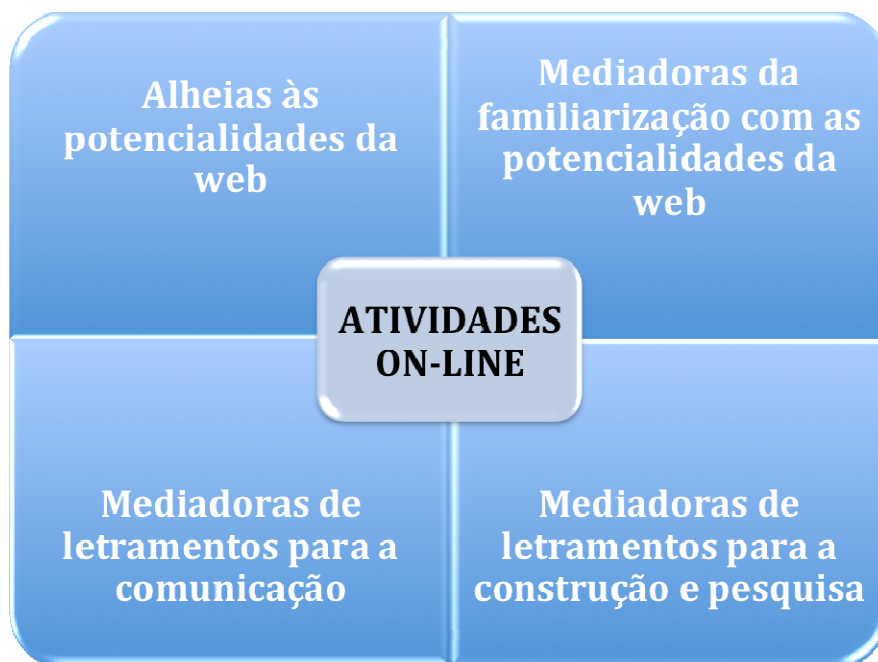 Alheias às
potencialidades da
web
Mediadoras da
familiarização com as
potencialidades da
web
ATIVIDADES
ON-LINE
Mediadoras de
letramentos para a
comunicação
Mediadoras de
letramentos para a
construção e pesquisa